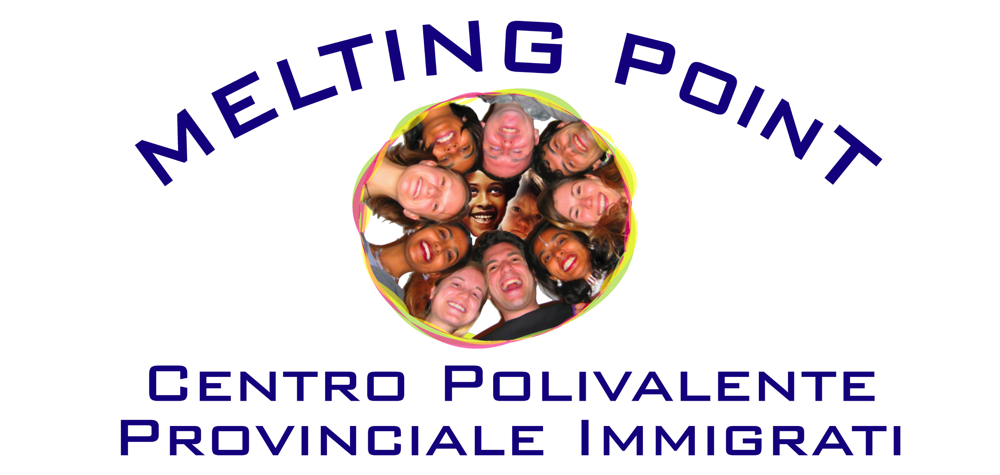 Melting Point
Centro Polivalente
Provinciale Immigrati